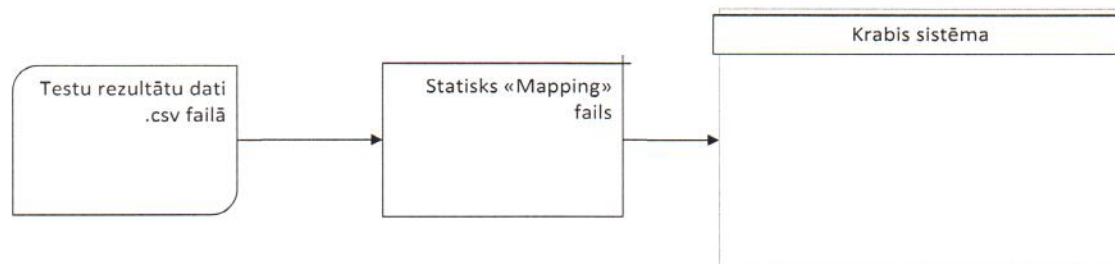 Testu rezultātu dati
.csv failā
Statisks «Mapping»
fails
Krabis sistēma